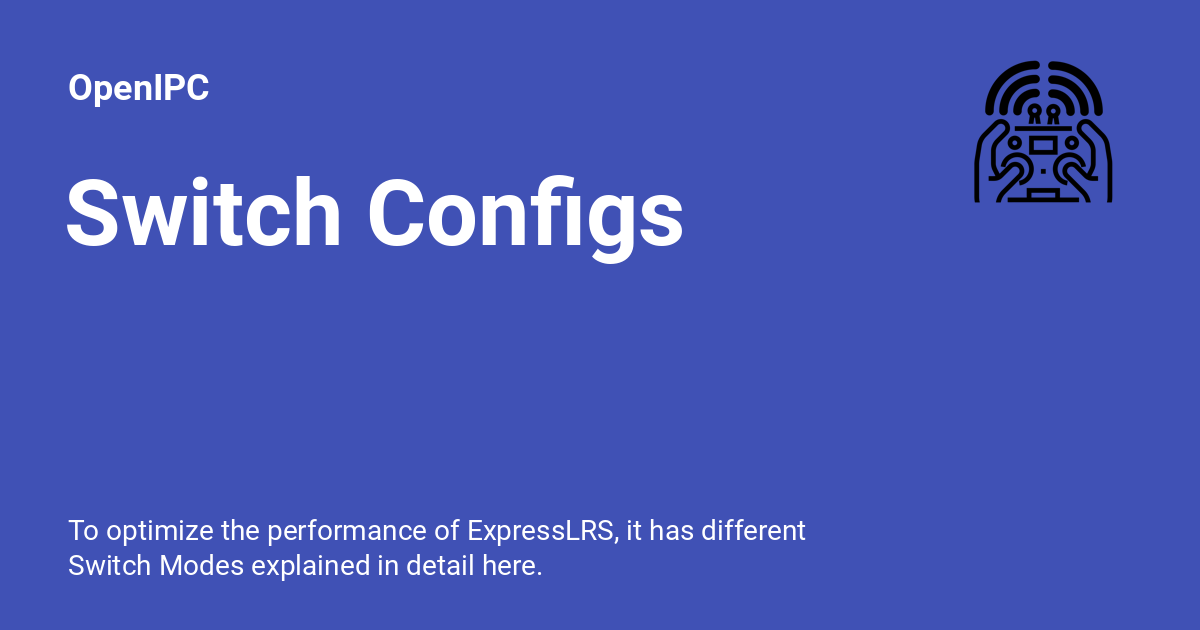 OpenIPC
Switch Configs
To optimize the performance of ExpressLRS, it has different
Switch Modes explained in detail here.